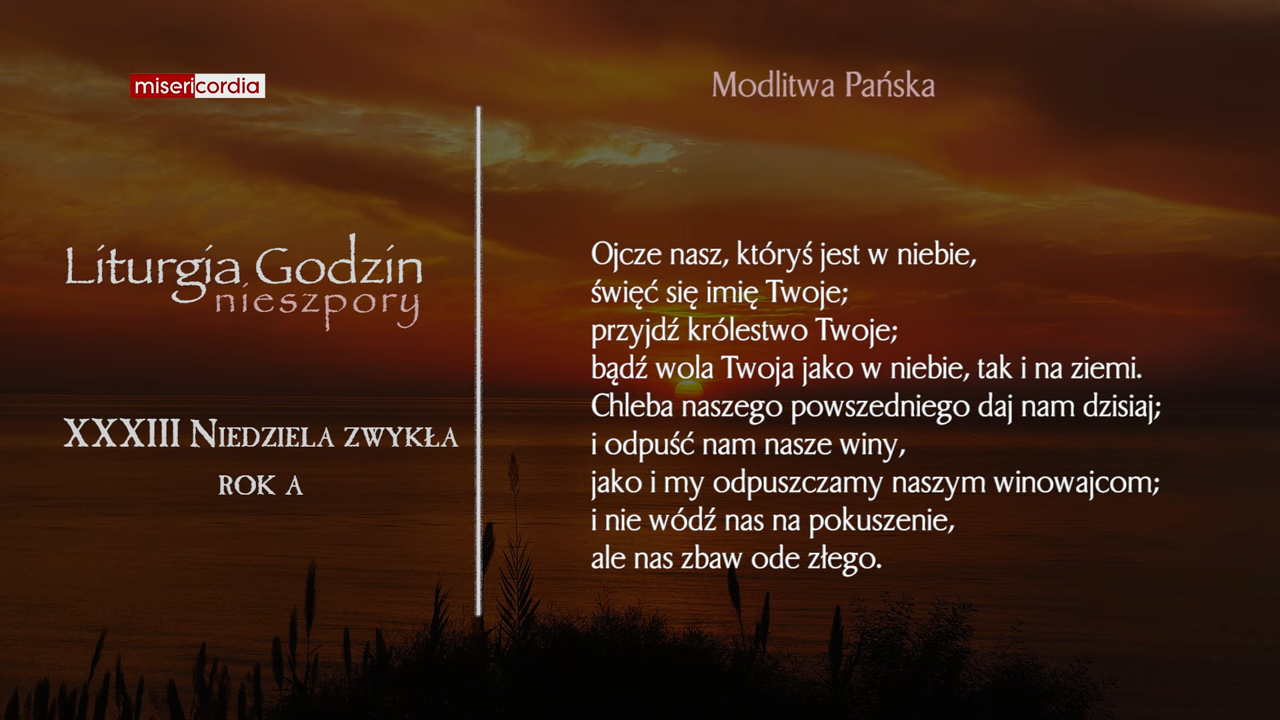 misericordia
Liturgia Godzin
nieszpory
XXXIII Niedziela zwykła
rok A
Modlitwa Pańska
Ojcze nasz, któryś jest w niebie,
święć się imię Twoje;
przyjdź królestwo Twoje;
bądź wola Twoja jako w niebie, tak i na ziemi.
Chleba naszego powszedniego daj nam dzisiaj;
i odpuść nam nasze winy,
jako i my odpuszczamy naszym winowajcom;
i nie wódź nas na pokuszenie,
ale nas zbaw ode złego.